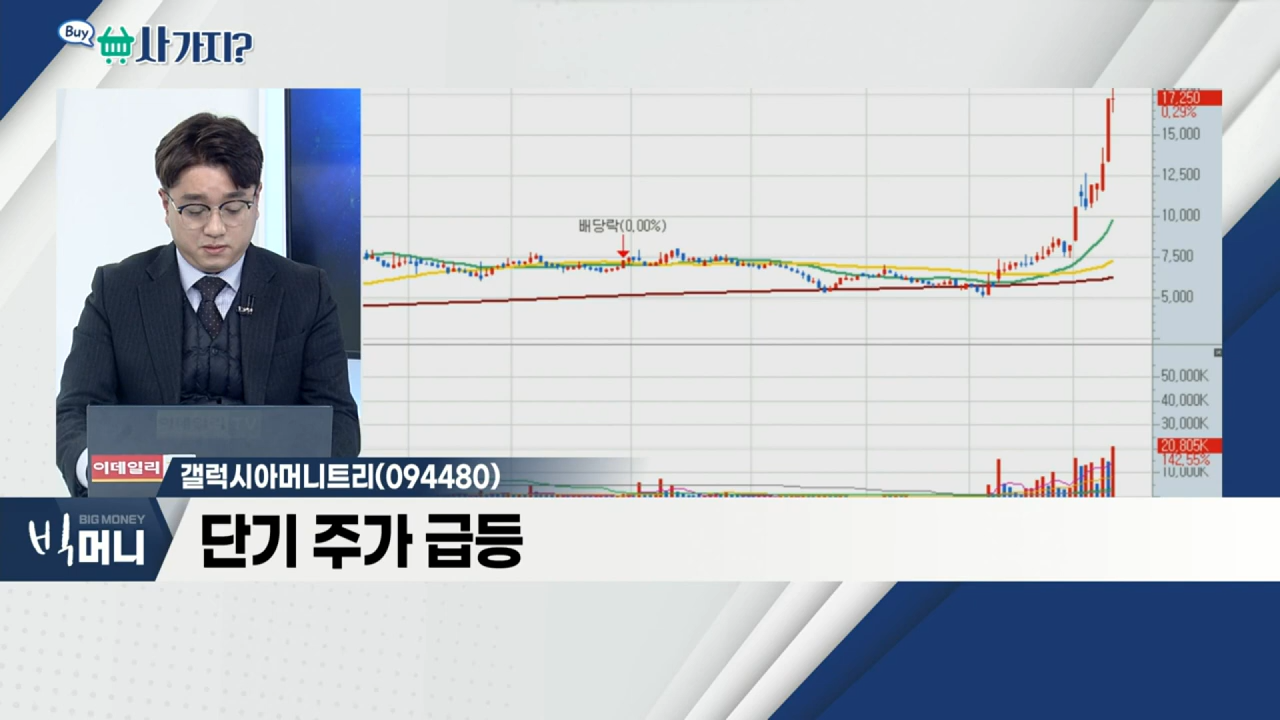 Buy
사가지?
17,250
0.29%
15,000
12,500
10,000
배당락(0.00%)
7,500
5,000
50,000K
40,000K
30,000K
20,805K
142.55%
10,000K
이데일리
갤럭시아머니트리(094480)
BIG MONEY
빅머니
단기 주가 급등